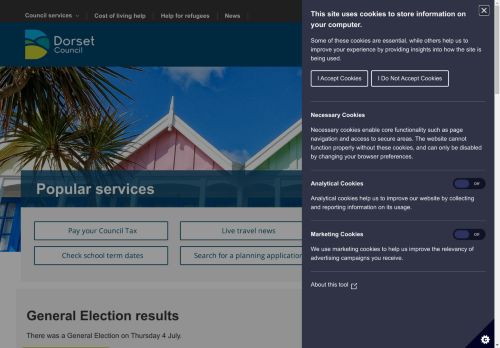 Council services
Cost of living help
Help for refugees
News
Dorset
Council
Popular services
Pay your Council Tax
Live travel news
Check school term dates
Search for a planning application
General Election results
There was a General Election on Thursday 4 July.
This site uses cookies to store information on
your computer.
Some of these cookies are essential, while others help us to
improve your experience by providing insights into how the site is
being used.
I Accept Cookies
I Do Not Accept Cookies
Necessary Cookies
Necessary cookies enable core functionality such as page
navigation and access to secure areas. The website cannot
function properly without these cookies, and can only be disabled
by changing your browser preferences.
Analytical Cookies
Off
Analytical cookies help us to improve our website by collecting
and reporting information on its usage.
Marketing Cookies
Off
We use marketing cookies to help us improve the relevancy of
advertising campaigns you receive.
About this tool